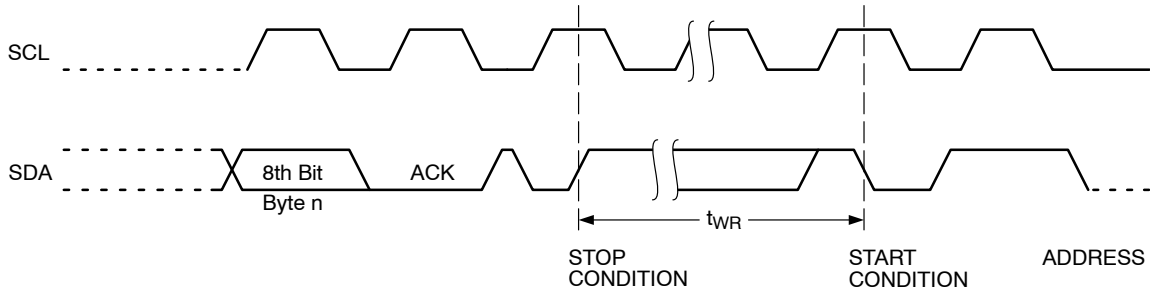 SCL
SDA
8th Bit
Byte n
ACK
tWR
STOP
CONDITION
START
CONDITION
ADDRESS